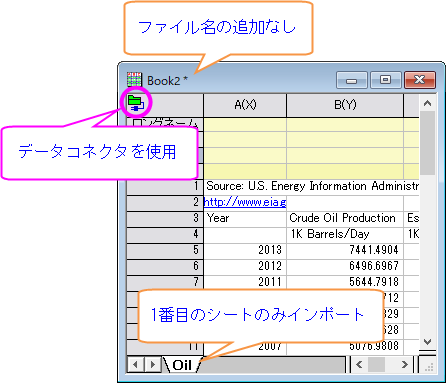 ファイル名の追加なし
Book2 *
A(X) B(Y)
ロングネーム
データコネクタを使用
1 Source: U.S. Energy Information Administr
2 http://www.eia.g
3 Year Crude Oil Production Es
4 1K Barrels/Day 1K
5 2013 7441.4904
6 2012 6496.6967
7 2011 5644.7918
712
329
628
11 2007 5076.9808
1番目のシートのみインポート
Oil